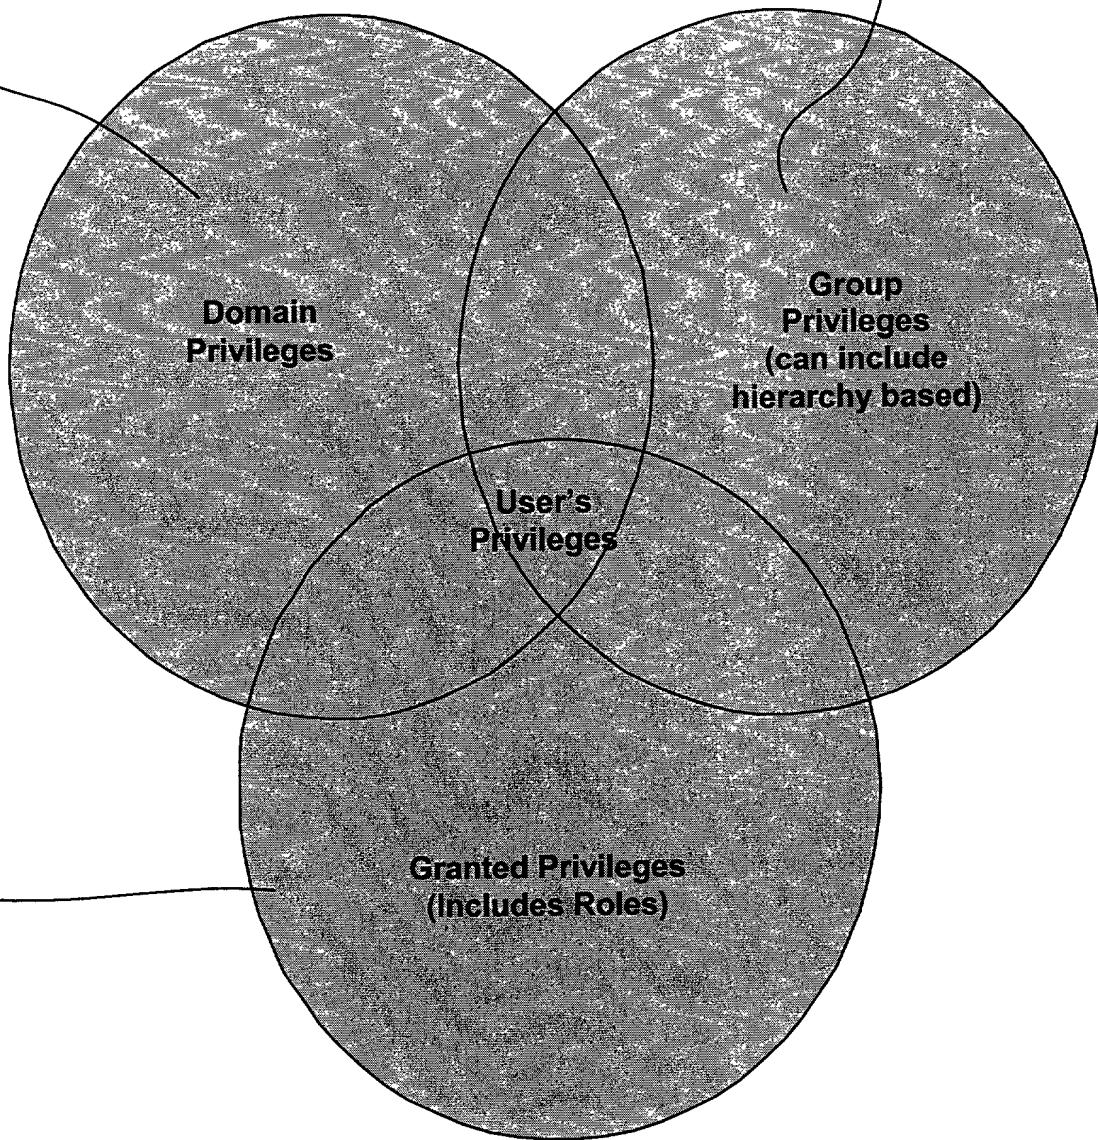 Domain
Privileges
Group
Privileges
(can include
hierarchy based)
User's
Privileges
Granted Privileges
(Includes Roles)